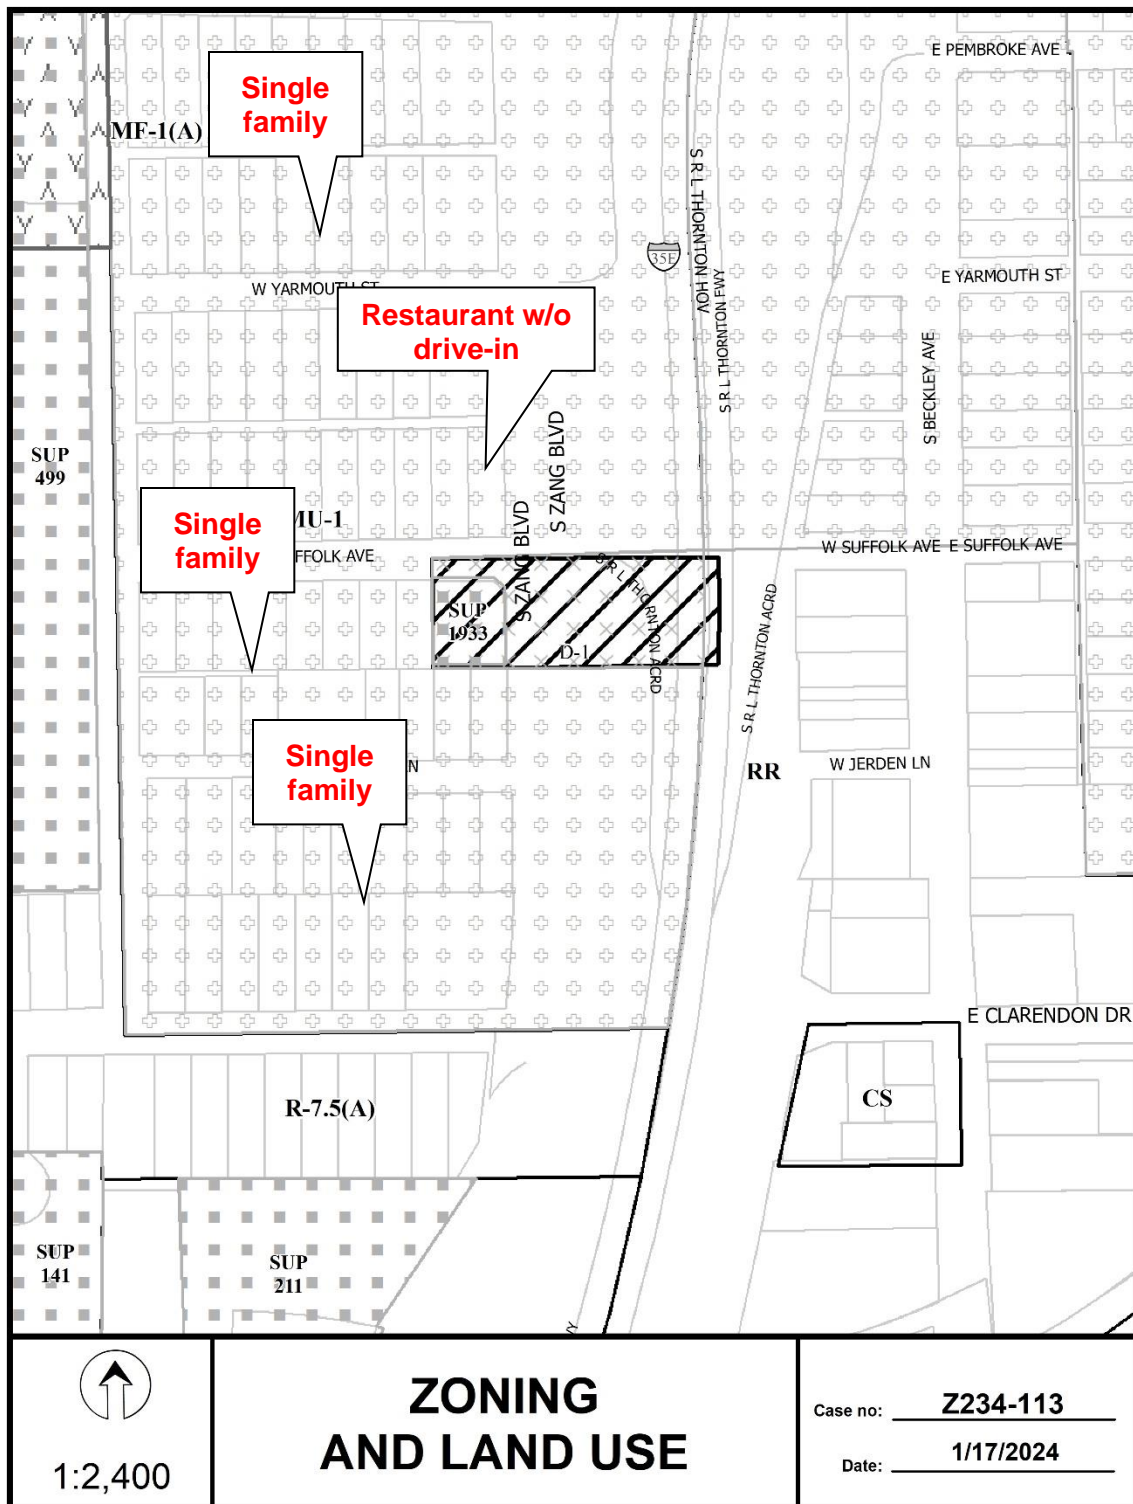 E PEMBROKE AVE
Single
family
MF-1(A)
S R L THORNTON HOV
35E
W YARMOUTH ST
E YARMOUTH ST
S R L THORNTON FWY
Restaurant w/o
drive-in
S BECKLEY AVE
S ZANG BLVD
SUP
499
Single
family
MU-1
FFOLK AVE
S ZANG BLVD
W SUFFOLK AVE
E SUFFOLK AVE
S R L THORNTON ACRD
SUP
1933
D-1
S R L THORNTON ACRD
Single
family
N
RR
W JERDEN LN
E CLARENDON DR
CS
R-7.5(A)
SUP
141
SUP
211
WY
1:2,400
ZONING
AND LAND USE
Case no: Z234-113
Date: 1/17/2024